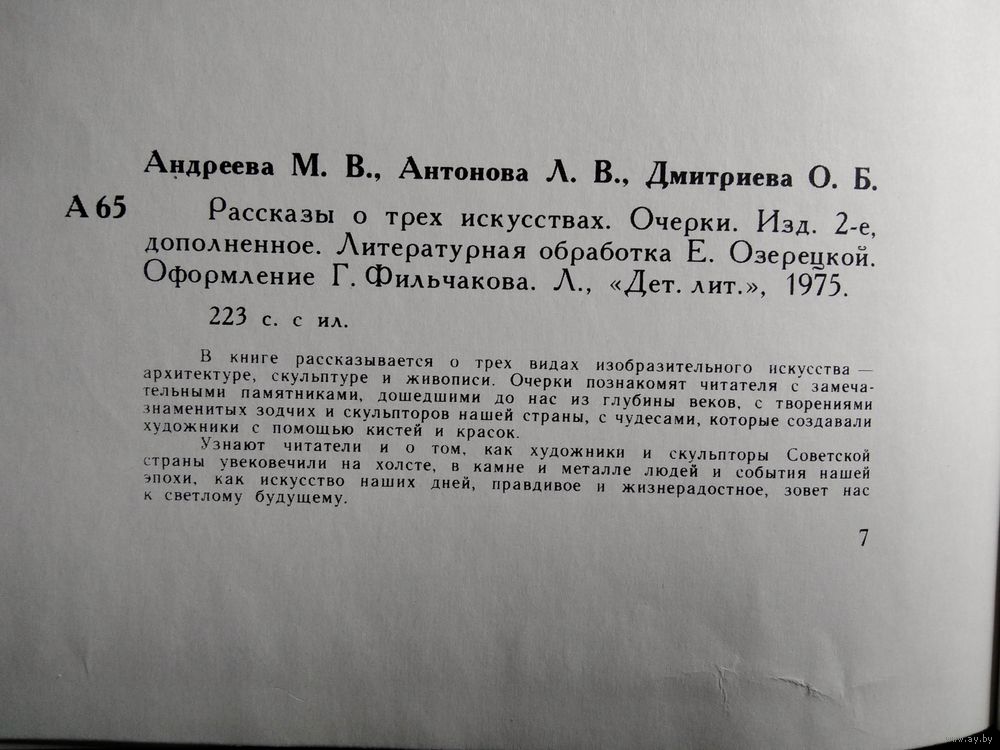 Андреева М. В., Антонова Л. В., Дмитриева О. Б.
А 65 Рассказы о трех искусствах. Очерки. Изд. 2-е,
дополненное. Литературная обработка Е. Озерецкой.
Оформление Г. Фильчакова. Л., «Дет. лит.», 1975.
223 с. с ил.
В книге рассказывается о трех видах изобразительного искусства —
архитектуре, скульптуре и живописи. Очерки познакомят читателя с замеча-
тельными памятниками, дошедшими до нас из глубины веков, с творениями
знаменитых зодчих и скульпторов нашей страны, с чудесами, которые создавали
художники с помощью кистей и красок.
Узнают читатели и о том, как художники и скульпторы Советской
страны увековечили на холсте, в камне и металле людей и события нашей
эпохи, как искусство наших дней, правдивое и жизнерадостное, зовет нас
к светлому будущему.
7
www.ay.by